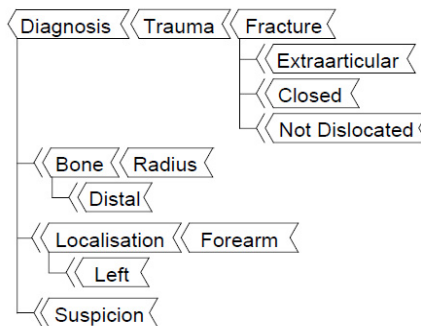 Diagnosis Trauma Fracture
Extraarticular
Closed
Not Dislocated
Bone Radius
Distal
Localisation Forearm
Left
Suspicion